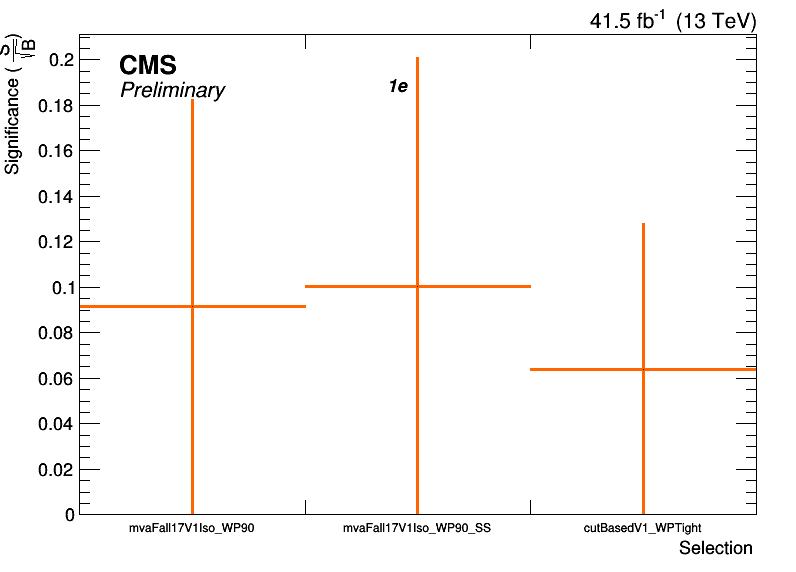 41.5 fb⁻¹ (13 TeV)
CMS
Preliminary
1e
Significance (S/√B)
0.2
0.18
0.16
0.14
0.12
0.1
0.08
0.06
0.04
0.02
0
mvaFall17V1Iso_WP90
mvaFall17V1Iso_WP90_SS
cutBasedV1_WPTight
Selection